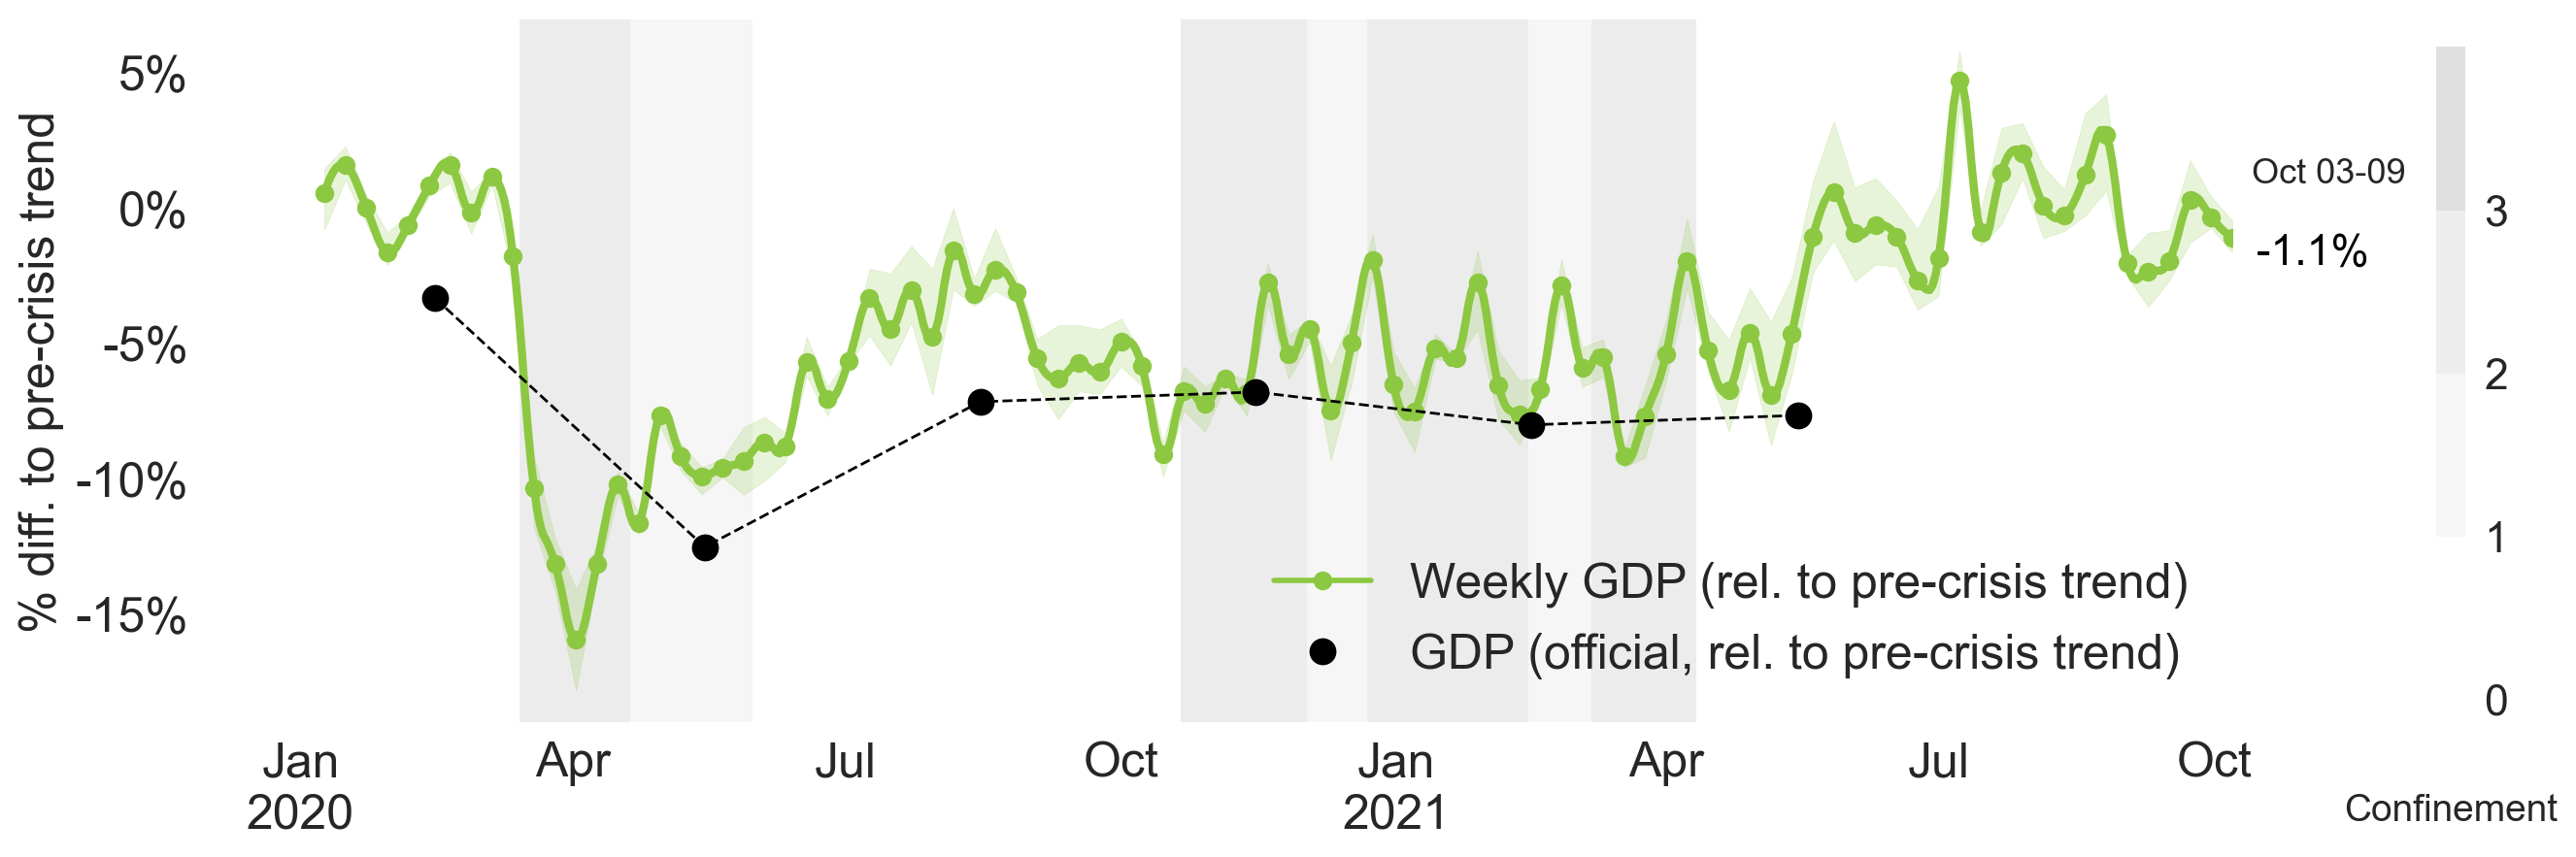 % diff. to pre-crisis trend
5%
0%
-5%
-10%
-15%
Oct 03-09
-1.1%
3
2
1
0
Weekly GDP (rel. to pre-crisis trend)
GDP (official, rel. to pre-crisis trend)
Jan Apr Jul Oct Jan Apr Jul Oct
2020 2021
Confinement